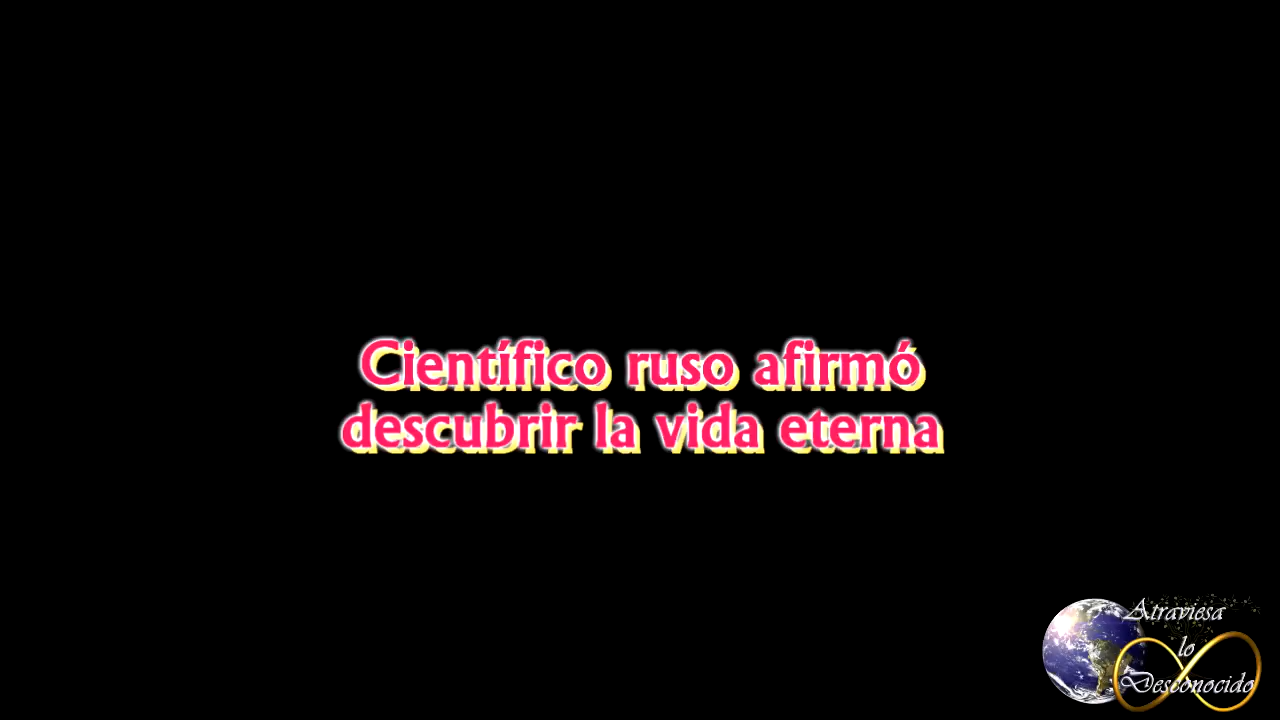 Científico ruso afirmó
descubrir la vida eterna
Atraviesa
lo
Desconocido